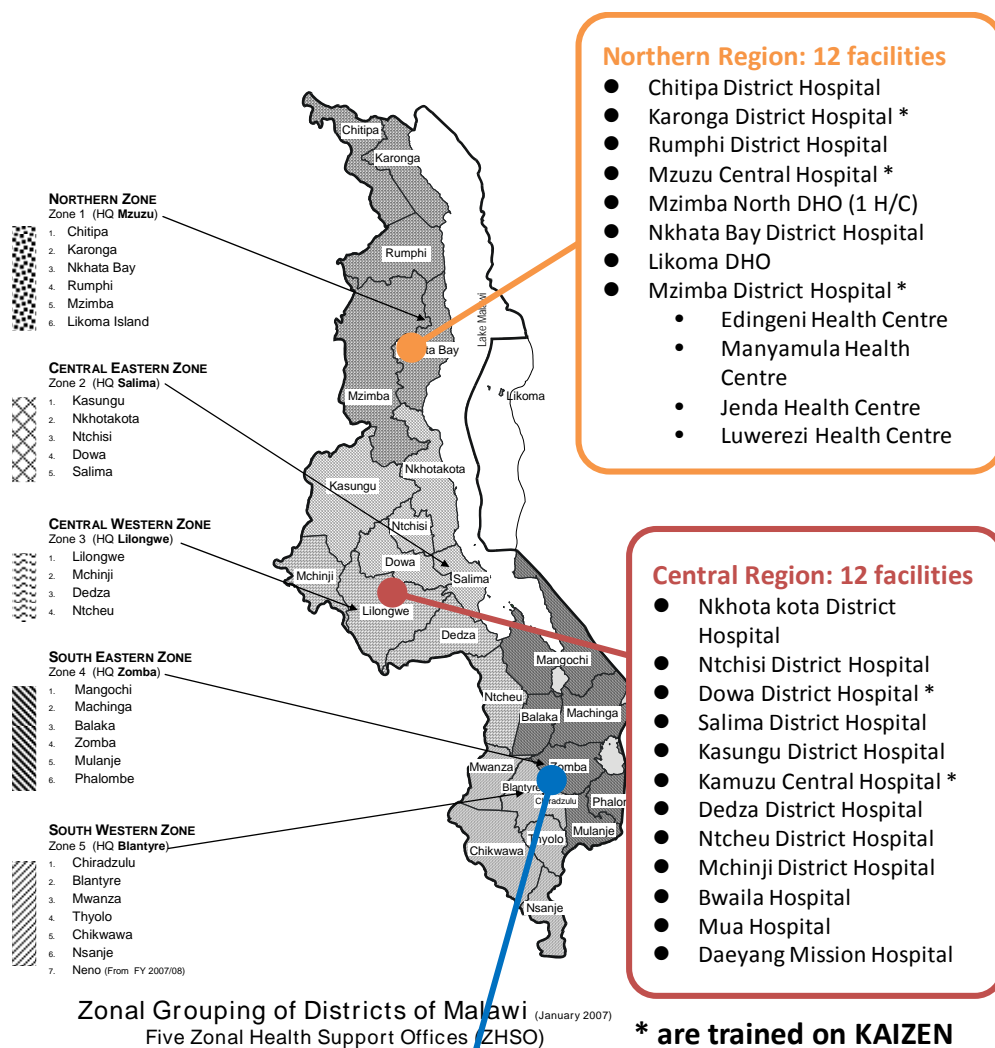 Northern Region: 12 facilities
● Chitipa District Hospital
● Karonga District Hospital *
● Rumphi District Hospital
● Mzuzu Central Hospital *
● Mzimba North DHO (1 H/C)
● Nkhata Bay District Hospital
● Likoma DHO
● Mzimba District Hospital *
• Edingeni Health Centre
• Manyamula Health
Centre
• Jenda Health Centre
• Luwerezi Health Centre
Central Region: 12 facilities
● Nkhota kota District
Hospital
● Ntchisi District Hospital
● Dowa District Hospital *
● Salima District Hospital
● Kasungu District Hospital
● Kamuzu Central Hospital *
● Dedza District Hospital
● Ntcheu District Hospital
● Mchinji District Hospital
● Bwaila Hospital
● Mua Hospital
● Daeyang Mission Hospital
* are trained on KAIZEN
NORTHERN ZONE
Zone 1 (HQ Mzuzu)
1. Chitipa
2. Karonga
3. Nkhata Bay
4. Rumphi
5. Mzimba
6. Likoma Island
CENTRAL EASTERN ZONE
Zone 2 (HQ Salima)
1. Kasungu
2. Nkhotakota
3. Ntchisi
4. Dowa
5. Salima
CENTRAL WESTERN ZONE
Zone 3 (HQ Lilongwe)
1. Lilongwe
2. Mchinji
3. Dedza
4. Ntcheu
SOUTH EASTERN ZONE
Zone 4 (HQ Zomba)
1. Mangochi
2. Machinga
3. Balaka
4. Zomba
5. Mulanje
6. Phalombe
SOUTH WESTERN ZONE
Zone 5 (HQ Blantyre)
1. Chiradzulu
2. Blantyre
3. Mwanza
4. Thyolo
5. Chikwawa
6. Nsanje
7. Neno (From FY 2007/08)
Chitipa
Karonga
Rumphi
Lake Malawi
ta Bay
Mzimba
Likoma
Nkhotakota
Kasungu
Ntchisi
Dowa
Mchinji
Salima
Lilongwe
Dedza
Mangochi
Ntcheu
Balaka
Machinga
Mwanza
Zomba
Blantyre
Chiradzulu
Phalom
Mulanje
Thyolo
Chikwawa
Nsanje
Zonal Grouping of Districts of Malawi (January 2007)
Five Zonal Health Support Offices (ZHSO)